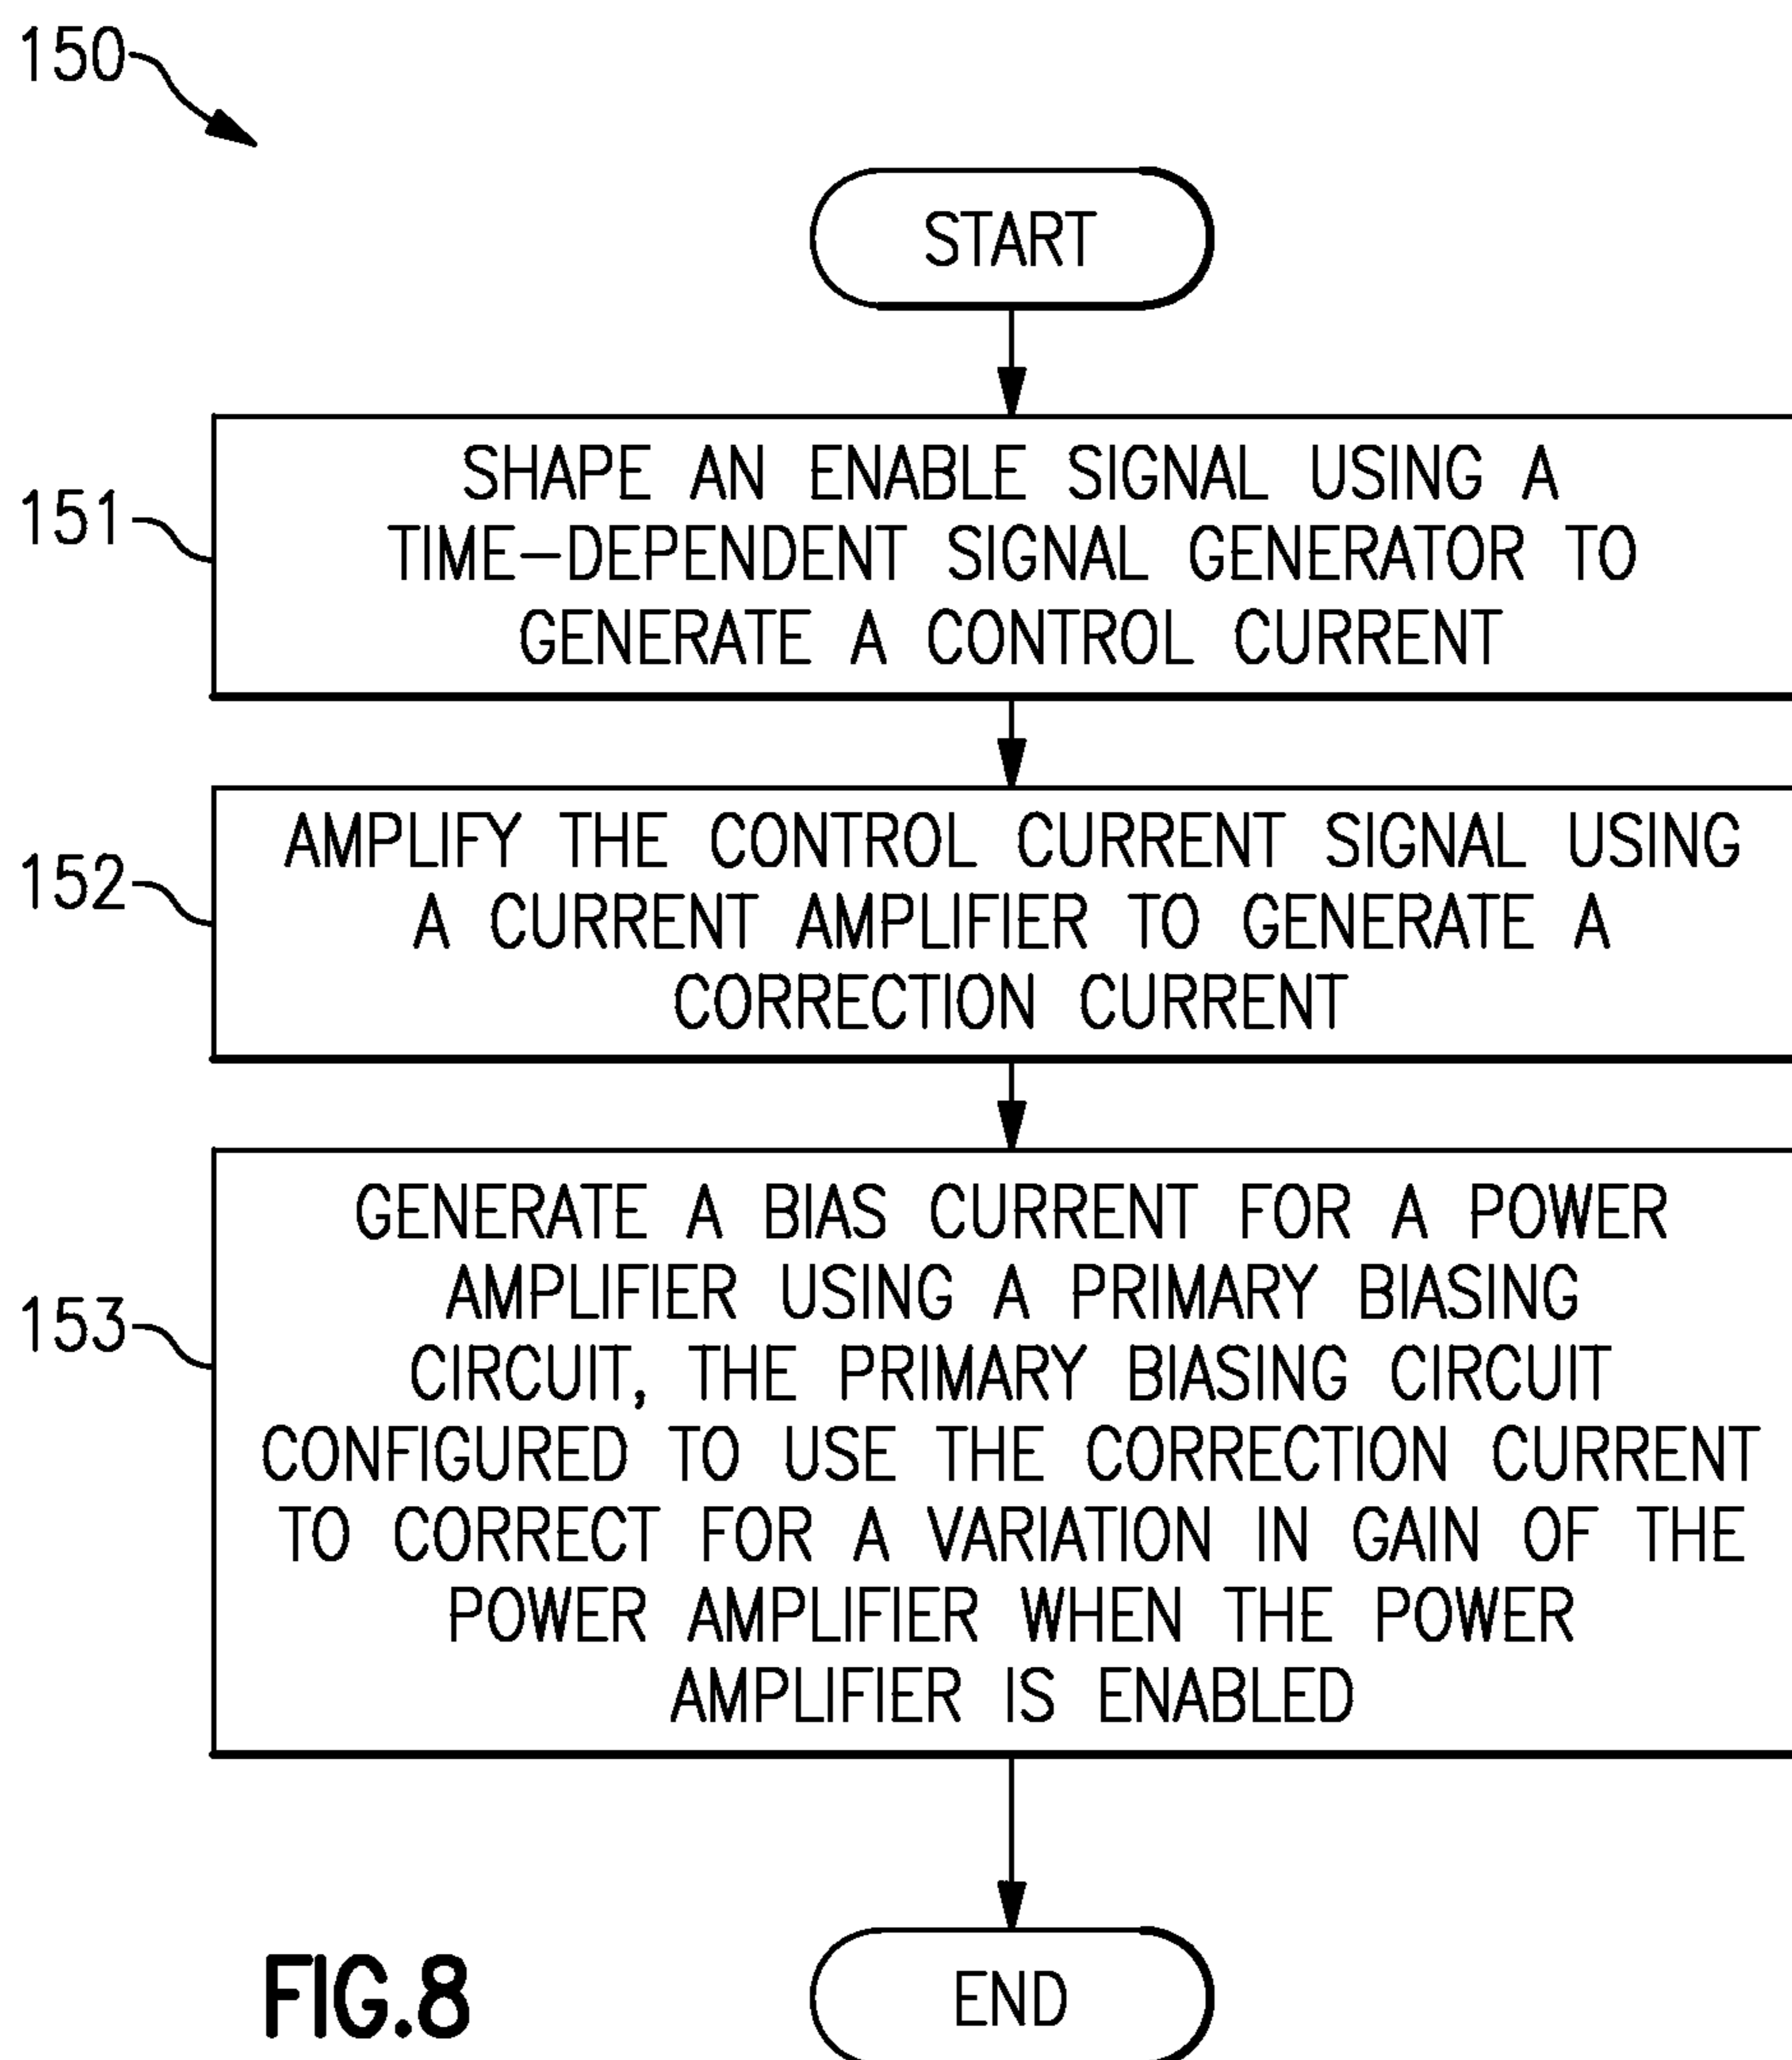 150
START
151
SHAPE AN ENABLE SIGNAL USING A
TIME-DEPENDENT SIGNAL GENERATOR TO
GENERATE A CONTROL CURRENT
152
AMPLIFY THE CONTROL CURRENT SIGNAL USING
A CURRENT AMPLIFIER TO GENERATE A
CORRECTION CURRENT
153
GENERATE A BIAS CURRENT FOR A POWER
AMPLIFIER USING A PRIMARY BIASING
CIRCUIT, THE PRIMARY BIASING CIRCUIT
CONFIGURED TO USE THE CORRECTION CURRENT
TO CORRECT FOR A VARIATION IN GAIN OF THE
POWER AMPLIFIER WHEN THE POWER
AMPLIFIER IS ENABLED
END
FIG.8